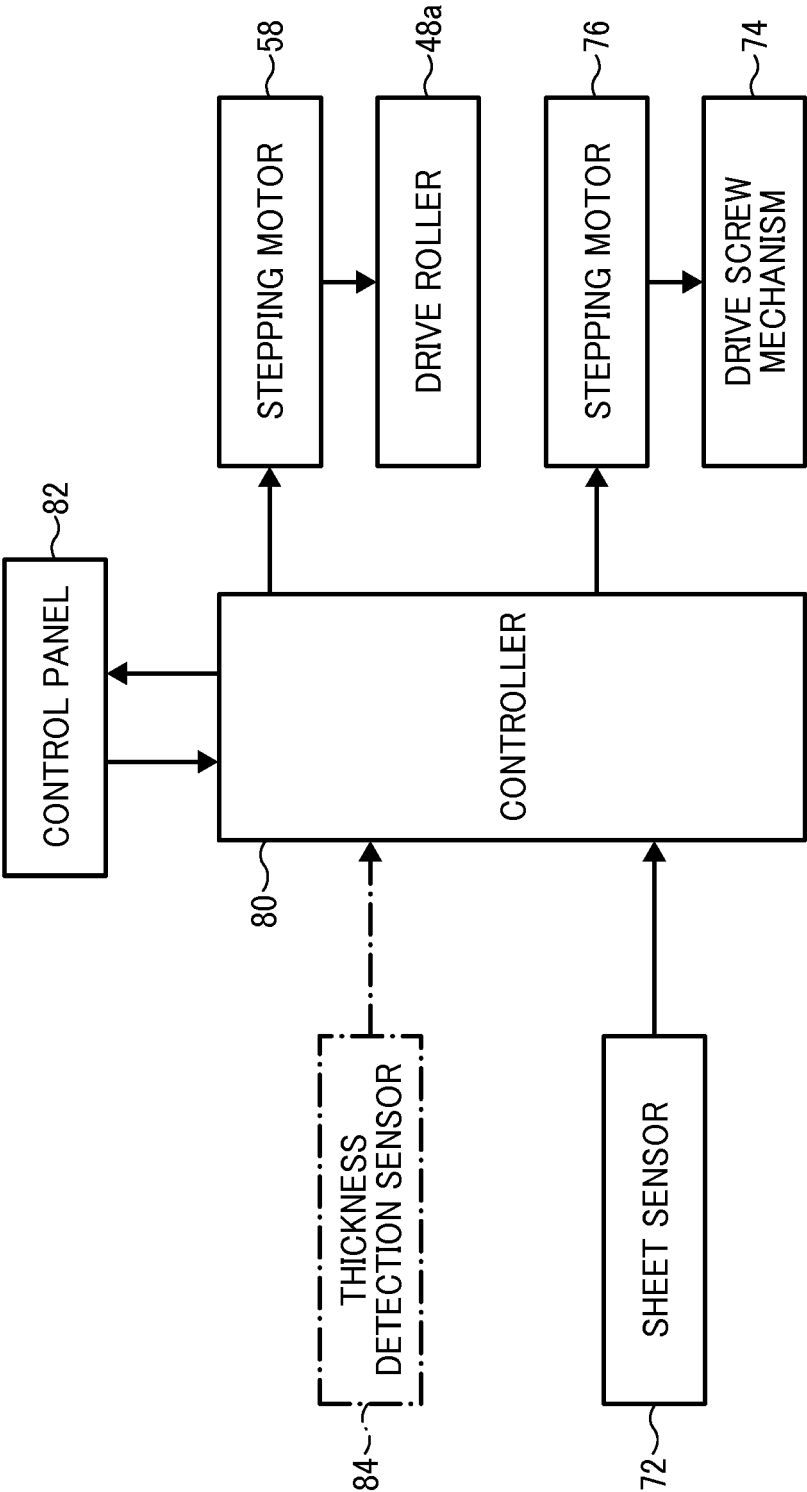 CONTROL PANEL
82
80
CONTROLLER
84
THICKNESS
DETECTION SENSOR
72
SHEET SENSOR
STEPPING MOTOR
58
DRIVE ROLLER
48a
STEPPING MOTOR
76
DRIVE SCREW
MECHANISM
74